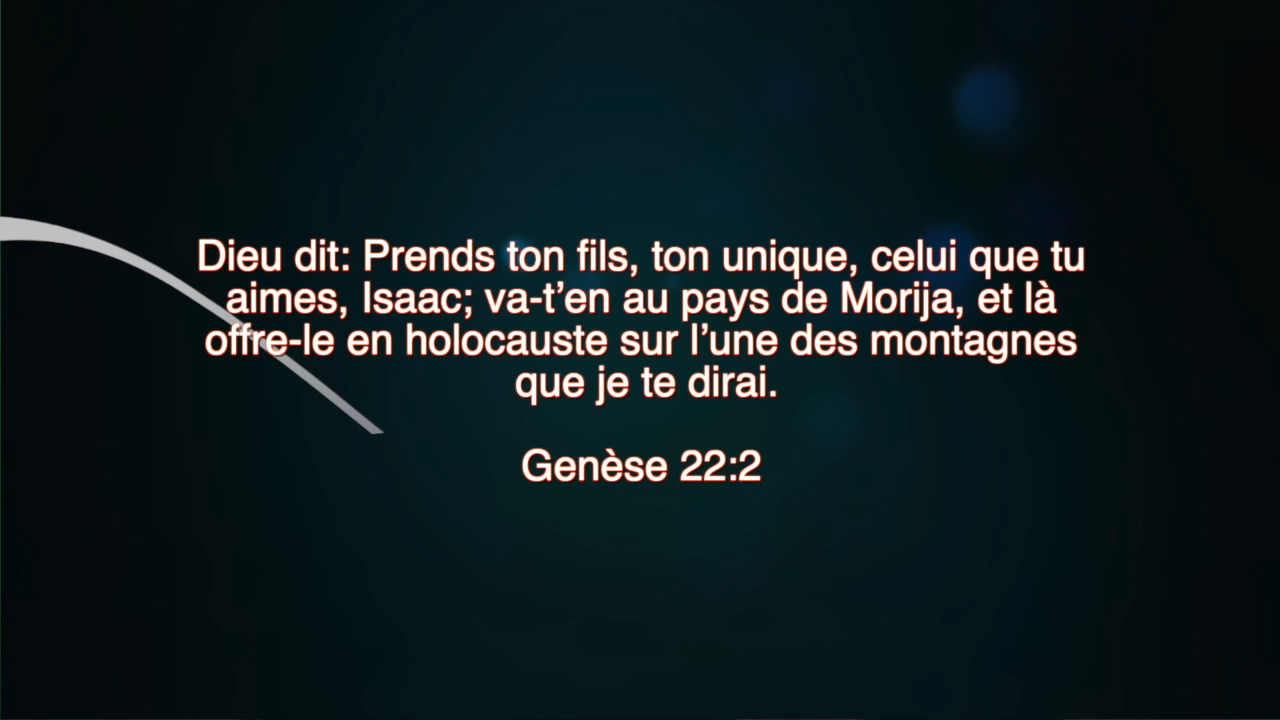 Dieu dit: Prends ton fils, ton unique, celui que tu
aimes, Isaac; va-t’en au pays de Morija, et là
offre-le en holocauste sur l’une des montagnes
que je te dirai.
Genèse 22:2